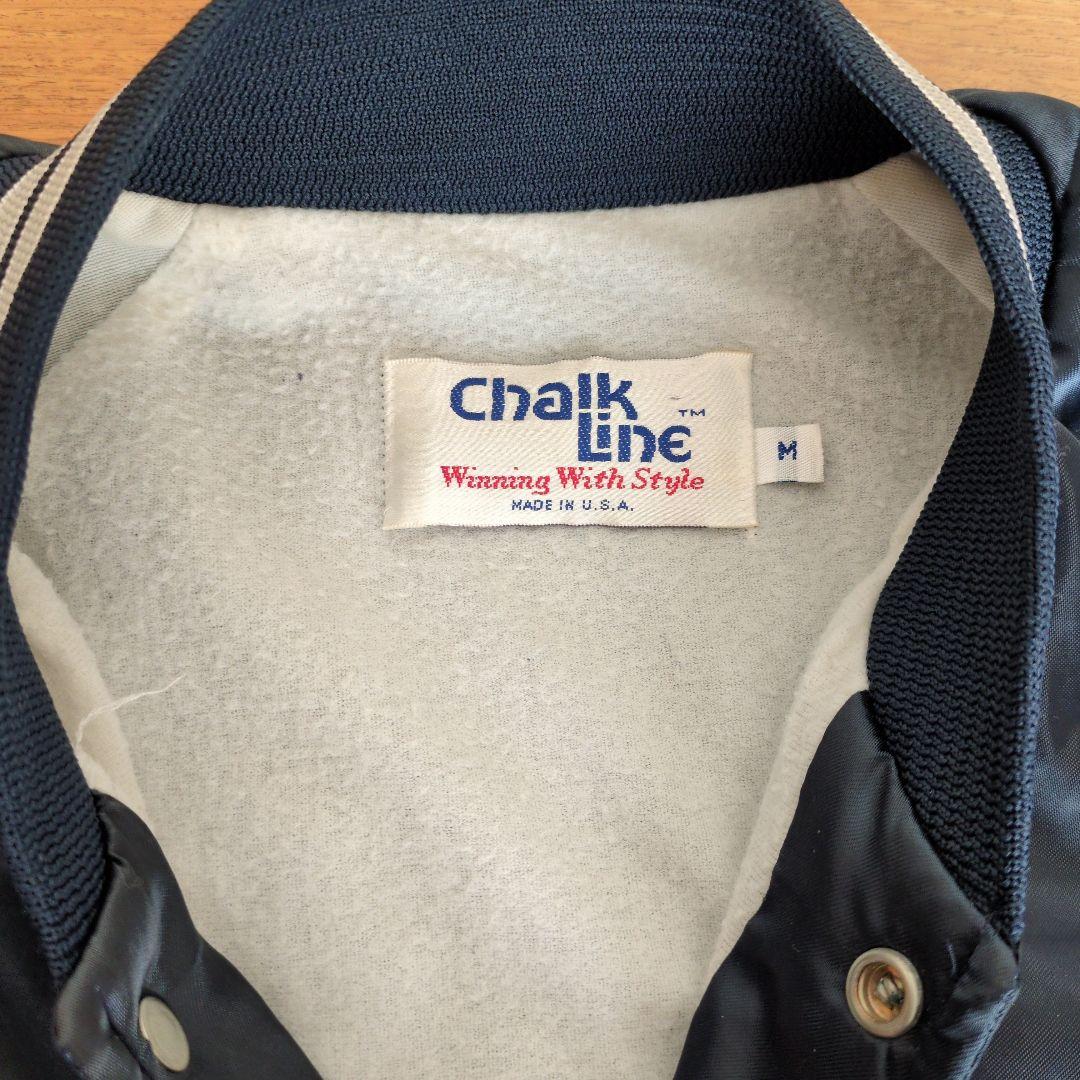 Chalk
Line™
Winning With Style
MADE IN U.S.A.
M